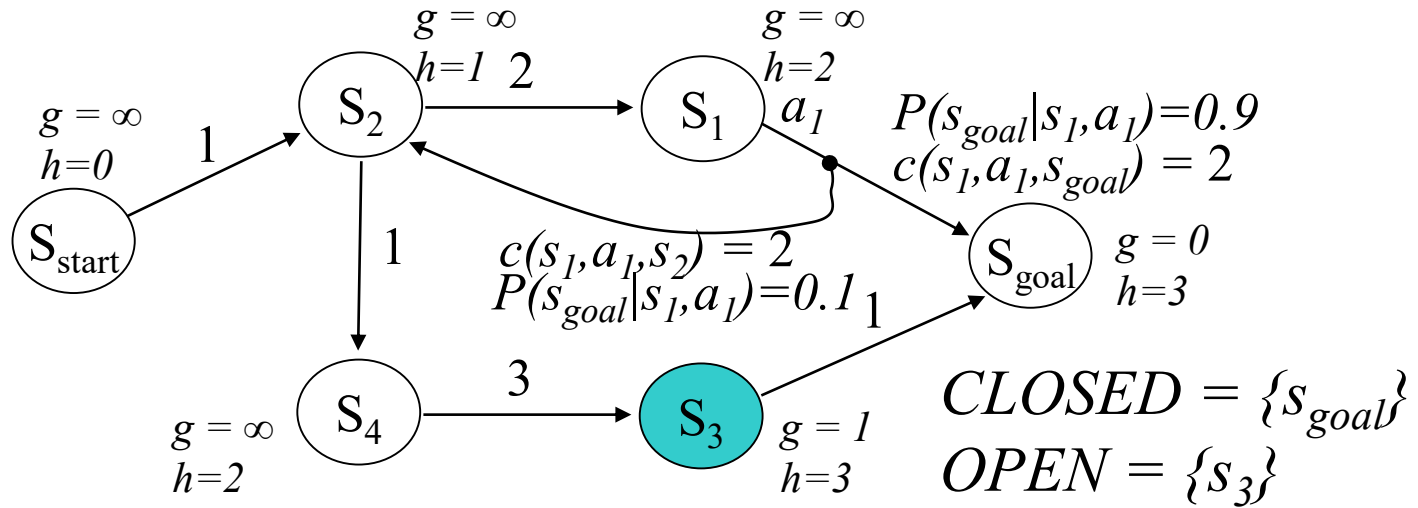 g = ∞
h=1
2
g = ∞
h=2
S2
S1
a1
P(sgoal|s1,a1)=0.9
c(s1,a1,sgoal) = 2
g = ∞
h=0
1
Sstart
1
c(s1,a1,s2) = 2
P(sgoal|s1,a1)=0.1
1
Sgoal
g = 0
h=3
3
S4
g = ∞
h=2
S3
g = 1
h=3
CLOSED = {sgoal}
OPEN = {s3}